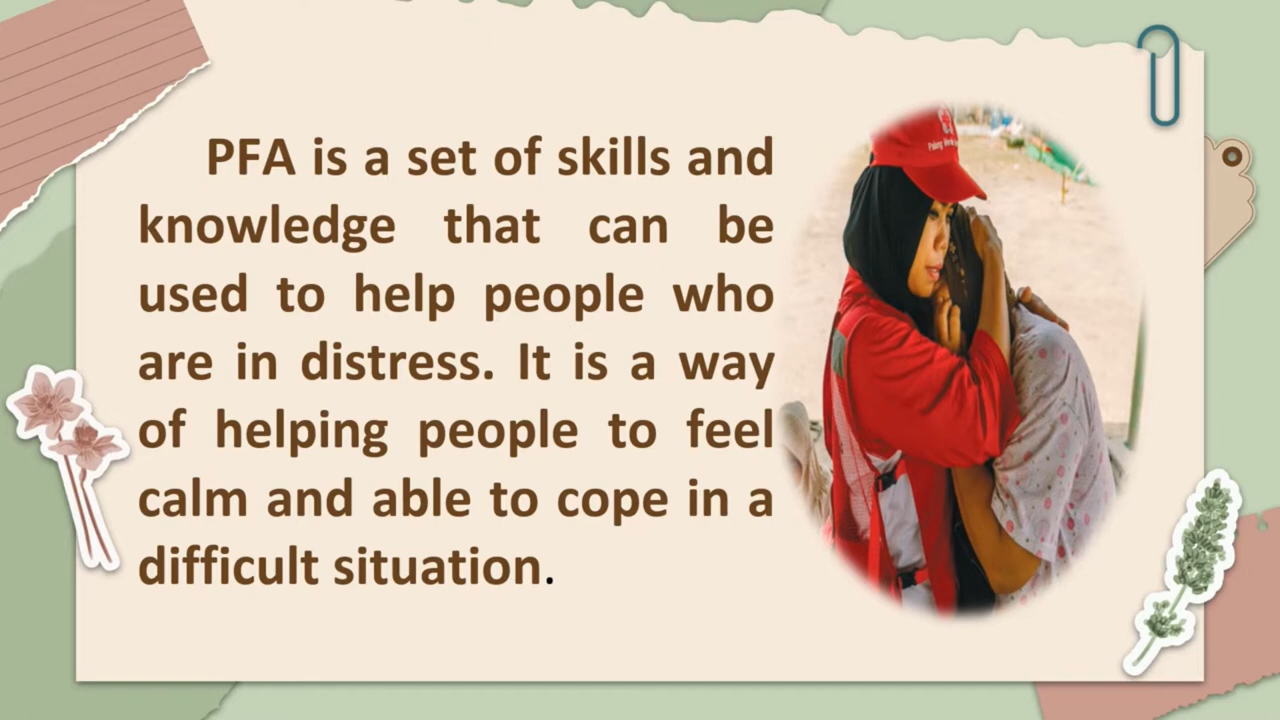 PFA is a set of skills and
knowledge that can be
used to help people who
are in distress. It is a way
of helping people to feel
calm and able to cope in a
difficult situation.